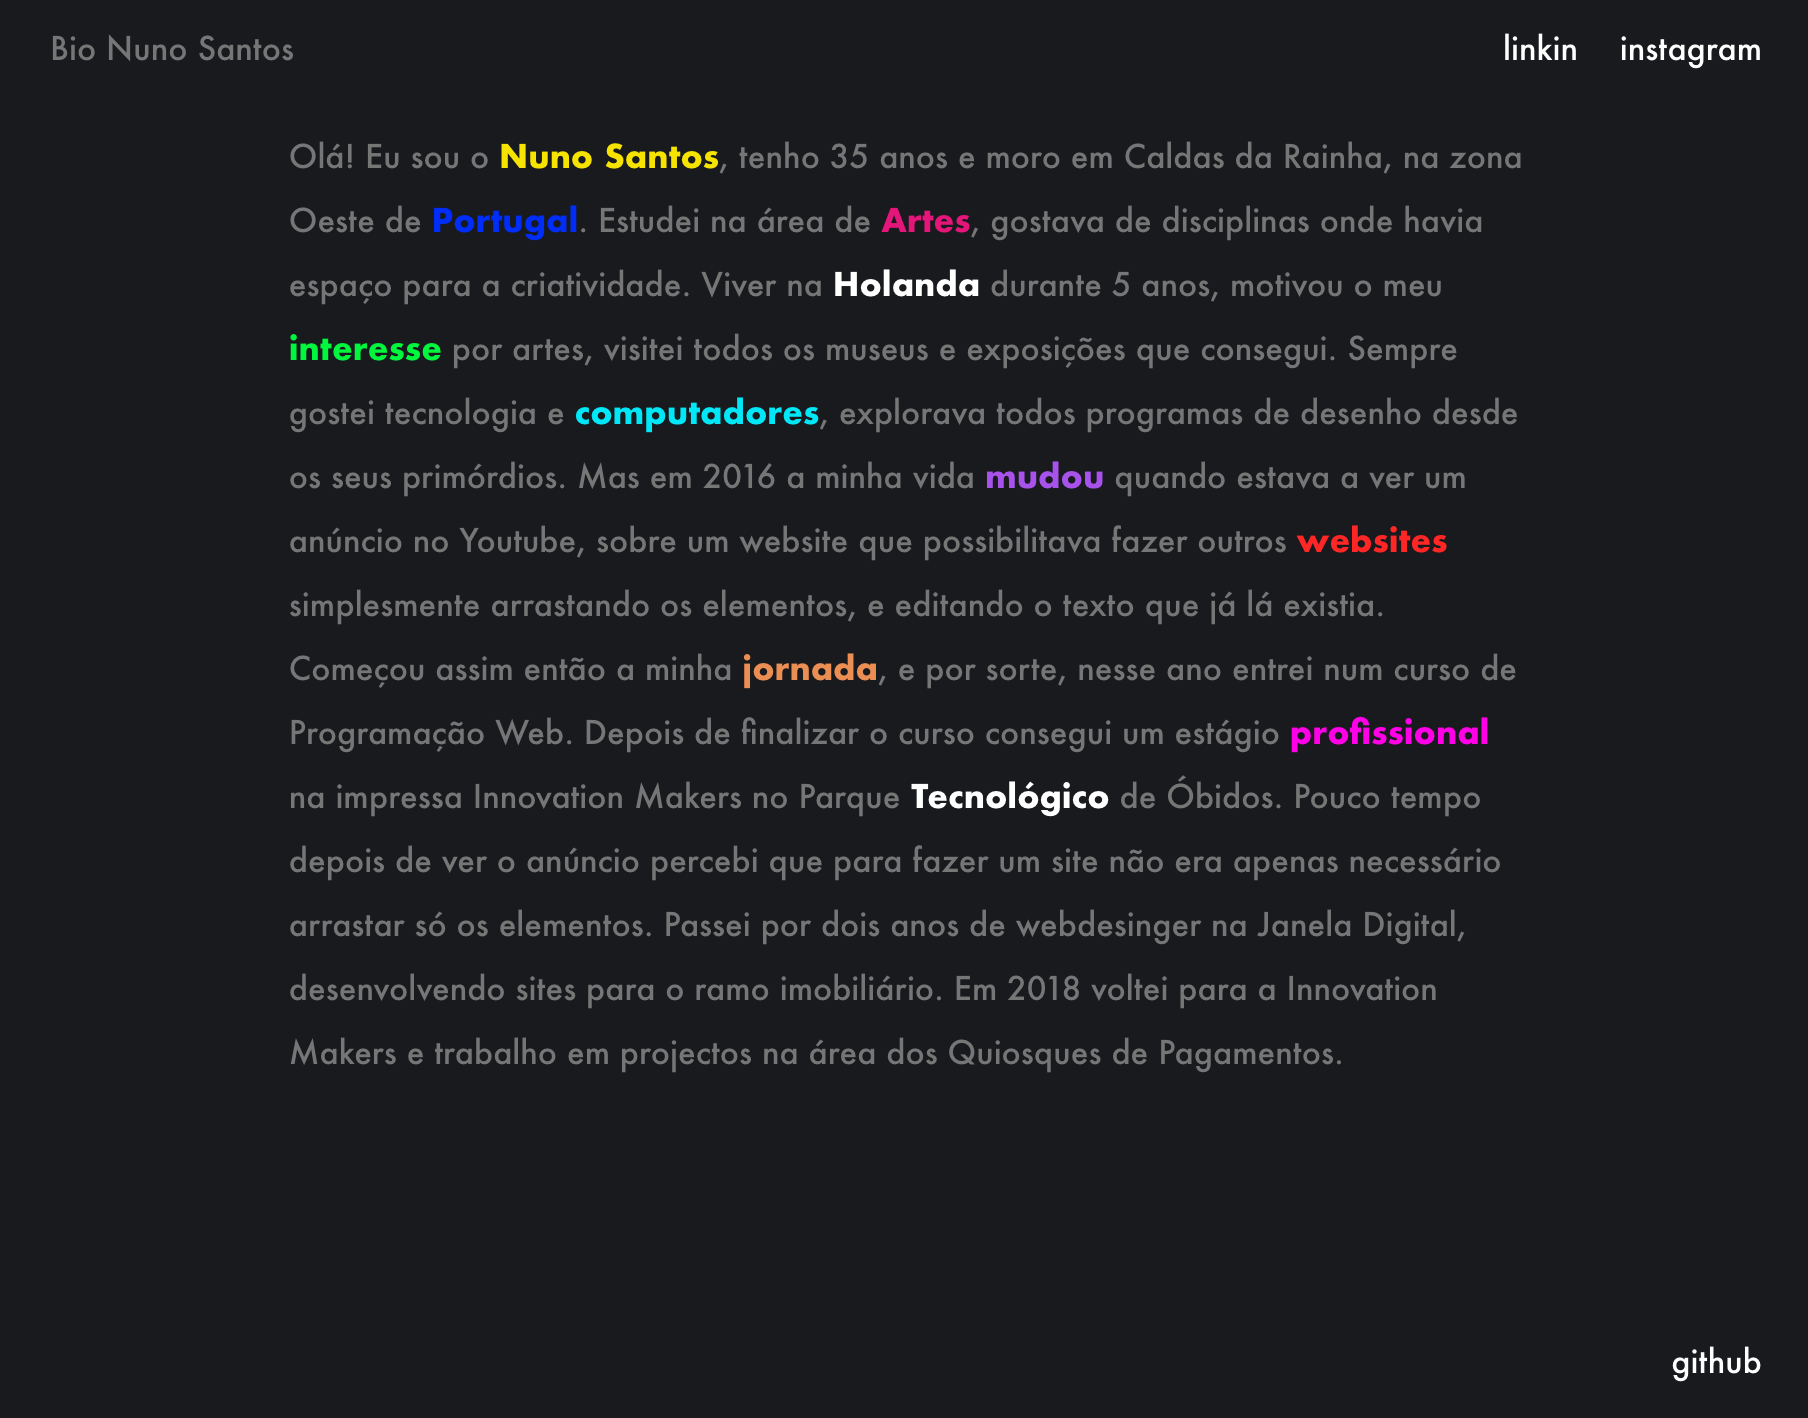 Bio Nuno Santos
linkin
instagram
Olá! Eu sou o Nuno Santos, tenho 35 anos e moro em Caldas da Rainha, na zona
Oeste de Portugal. Estudei na área de Artes, gostava de disciplinas onde havia
espaço para a criatividade. Viver na Holanda durante 5 anos, motivou o meu
interesse por artes, visitei todos os museus e exposições que consegui. Sempre
gostei tecnologia e computadores, explorava todos programas de desenho desde
os seus primórdios. Mas em 2016 a minha vida mudou quando estava a ver um
anúncio no Youtube, sobre um website que possibilitava fazer outros websites
simplesmente arrastando os elementos, e editando o texto que já lá existia.
Começou assim então a minha jornada, e por sorte, nesse ano entrei num curso de
Programação Web. Depois de finalizar o curso consegui um estágio profissional
na impressa Innovation Makers no Parque Tecnológico de Óbidos. Pouco tempo
depois de ver o anúncio percebi que para fazer um site não era apenas necessário
arrastar só os elementos. Passei por dois anos de webdesinger na Janela Digital,
desenvolvendo sites para o ramo imobiliário. Em 2018 voltei para a Innovation
Makers e trabalho em projectos na área dos Quiosques de Pagamentos.
github